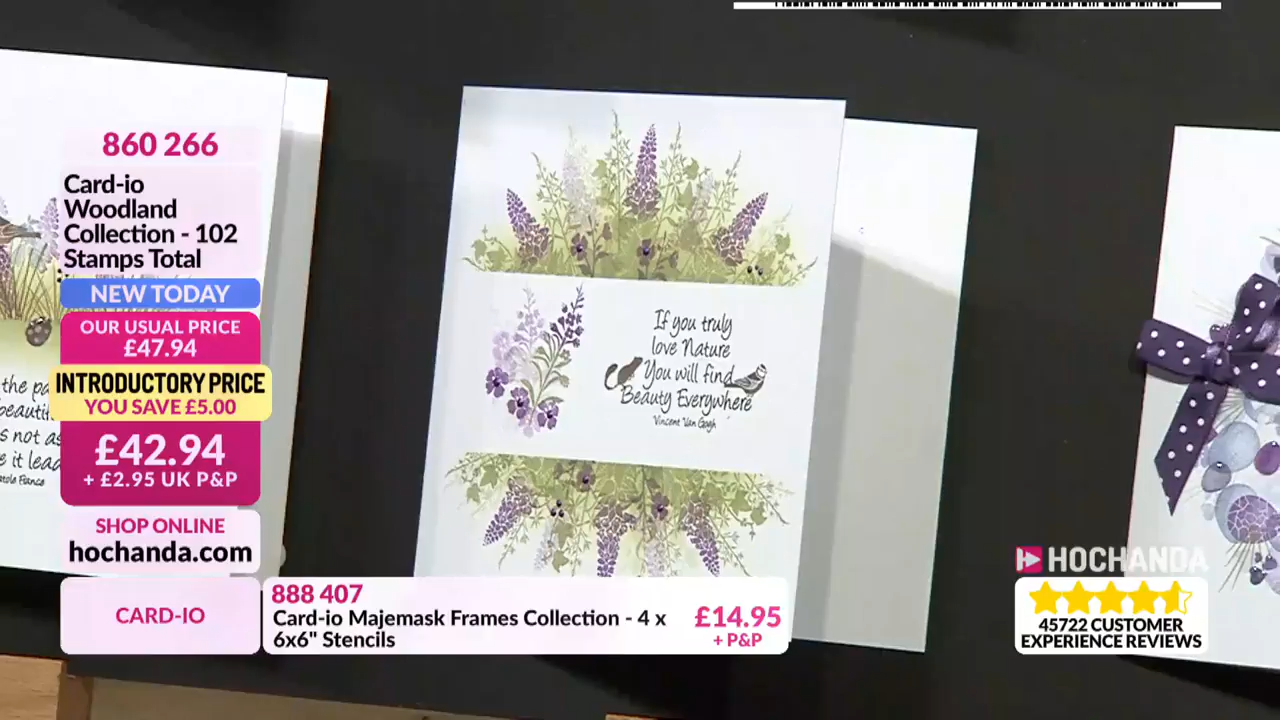 860 266
Card-io
Woodland
Collection - 102
Stamps Total
NEW TODAY
OUR USUAL PRICE
£47.94
INTRODUCTORY PRICE
YOU SAVE £5.00
£42.94
+ £2.95 UK P&P
SHOP ONLINE
hochanda.com
CARD-IO
888 407
Card-io Majemask Frames Collection - 4 x
6x6" Stencils
£14.95
+ P&P
the
s not as
e it lea
If you truly
love Nature
You will find
Beauty Everywhere
Vincent Van Gogh
HOCHANDA
45722 CUSTOMER
EXPERIENCE REVIEWS